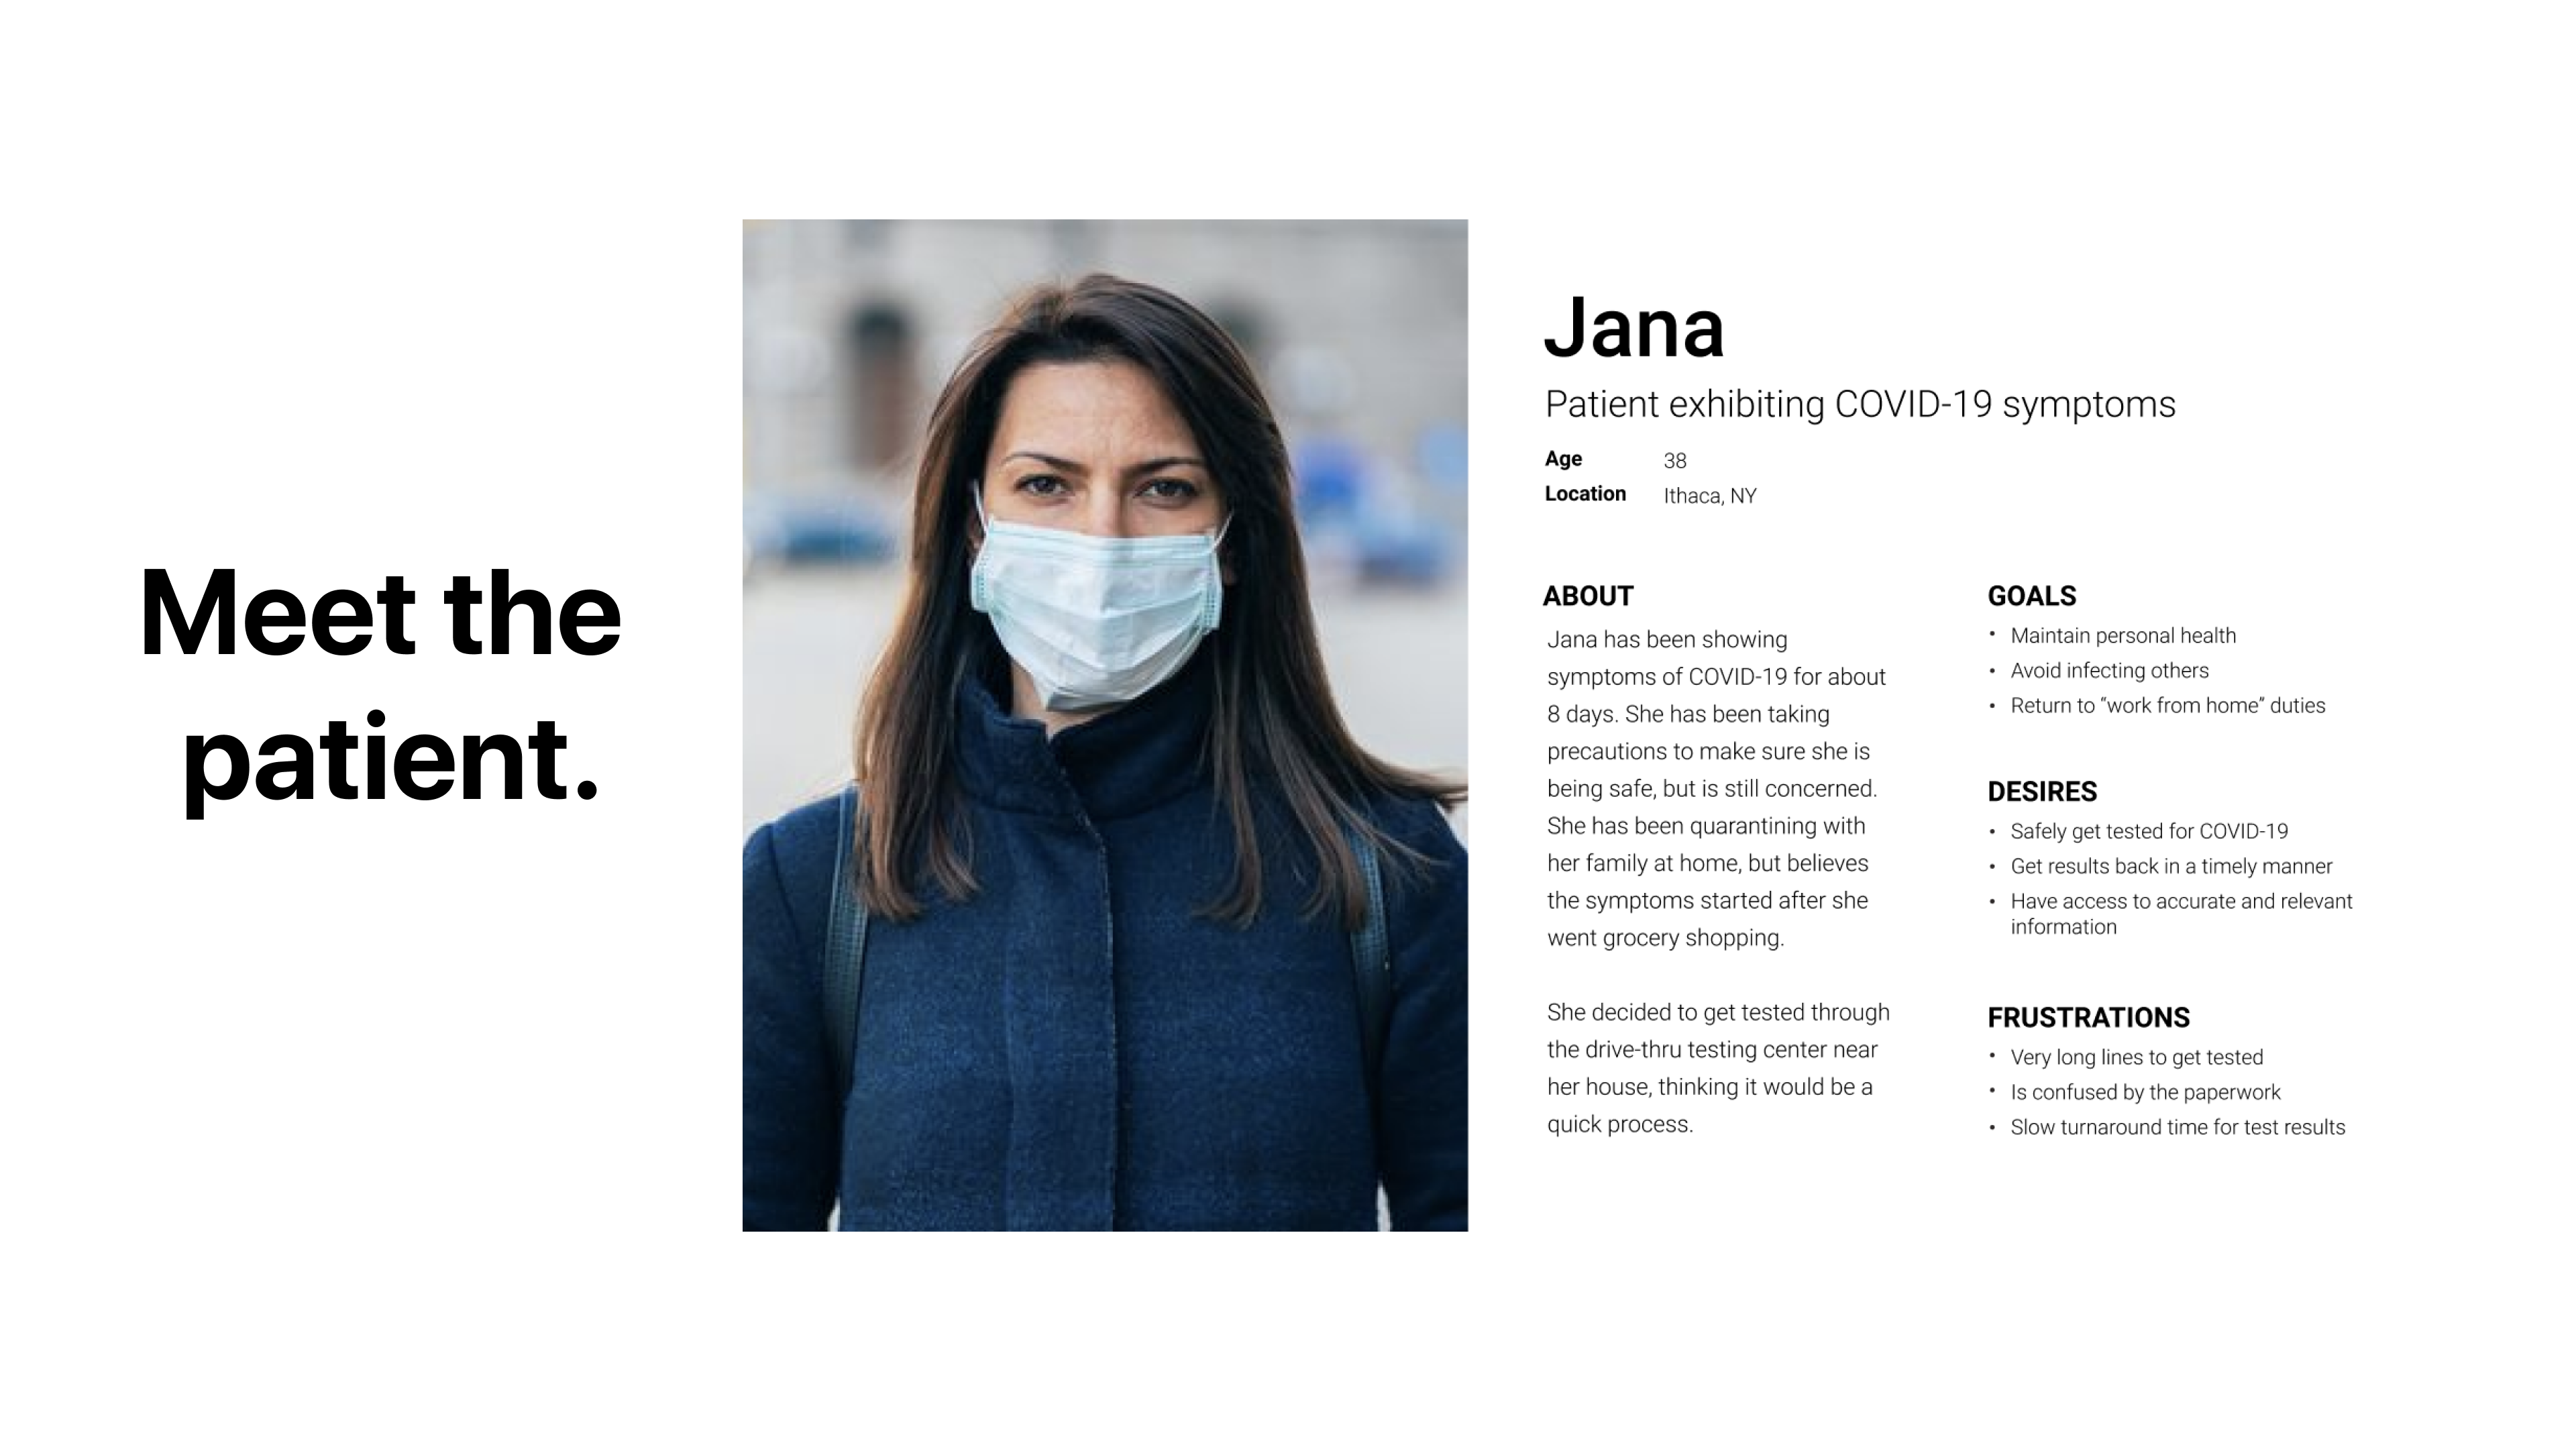 Meet the
patient.
Jana
Patient exhibiting COVID-19 symptoms
Age 38
Location Ithaca, NY
ABOUT
Jana has been showing
symptoms of COVID-19 for about
8 days. She has been taking
precautions to make sure she is
being safe, but is still concerned.
She has been quarantining with
her family at home, but believes
the symptoms started after she
went grocery shopping.
She decided to get tested through
the drive-thru testing center near
her house, thinking it would be a
quick process.
GOALS
• Maintain personal health
• Avoid infecting others
• Return to “work from home” duties
DESIRES
• Safely get tested for COVID-19
• Get results back in a timely manner
• Have access to accurate and relevant
information
FRUSTRATIONS
• Very long lines to get tested
• Is confused by the paperwork
• Slow turnaround time for test results